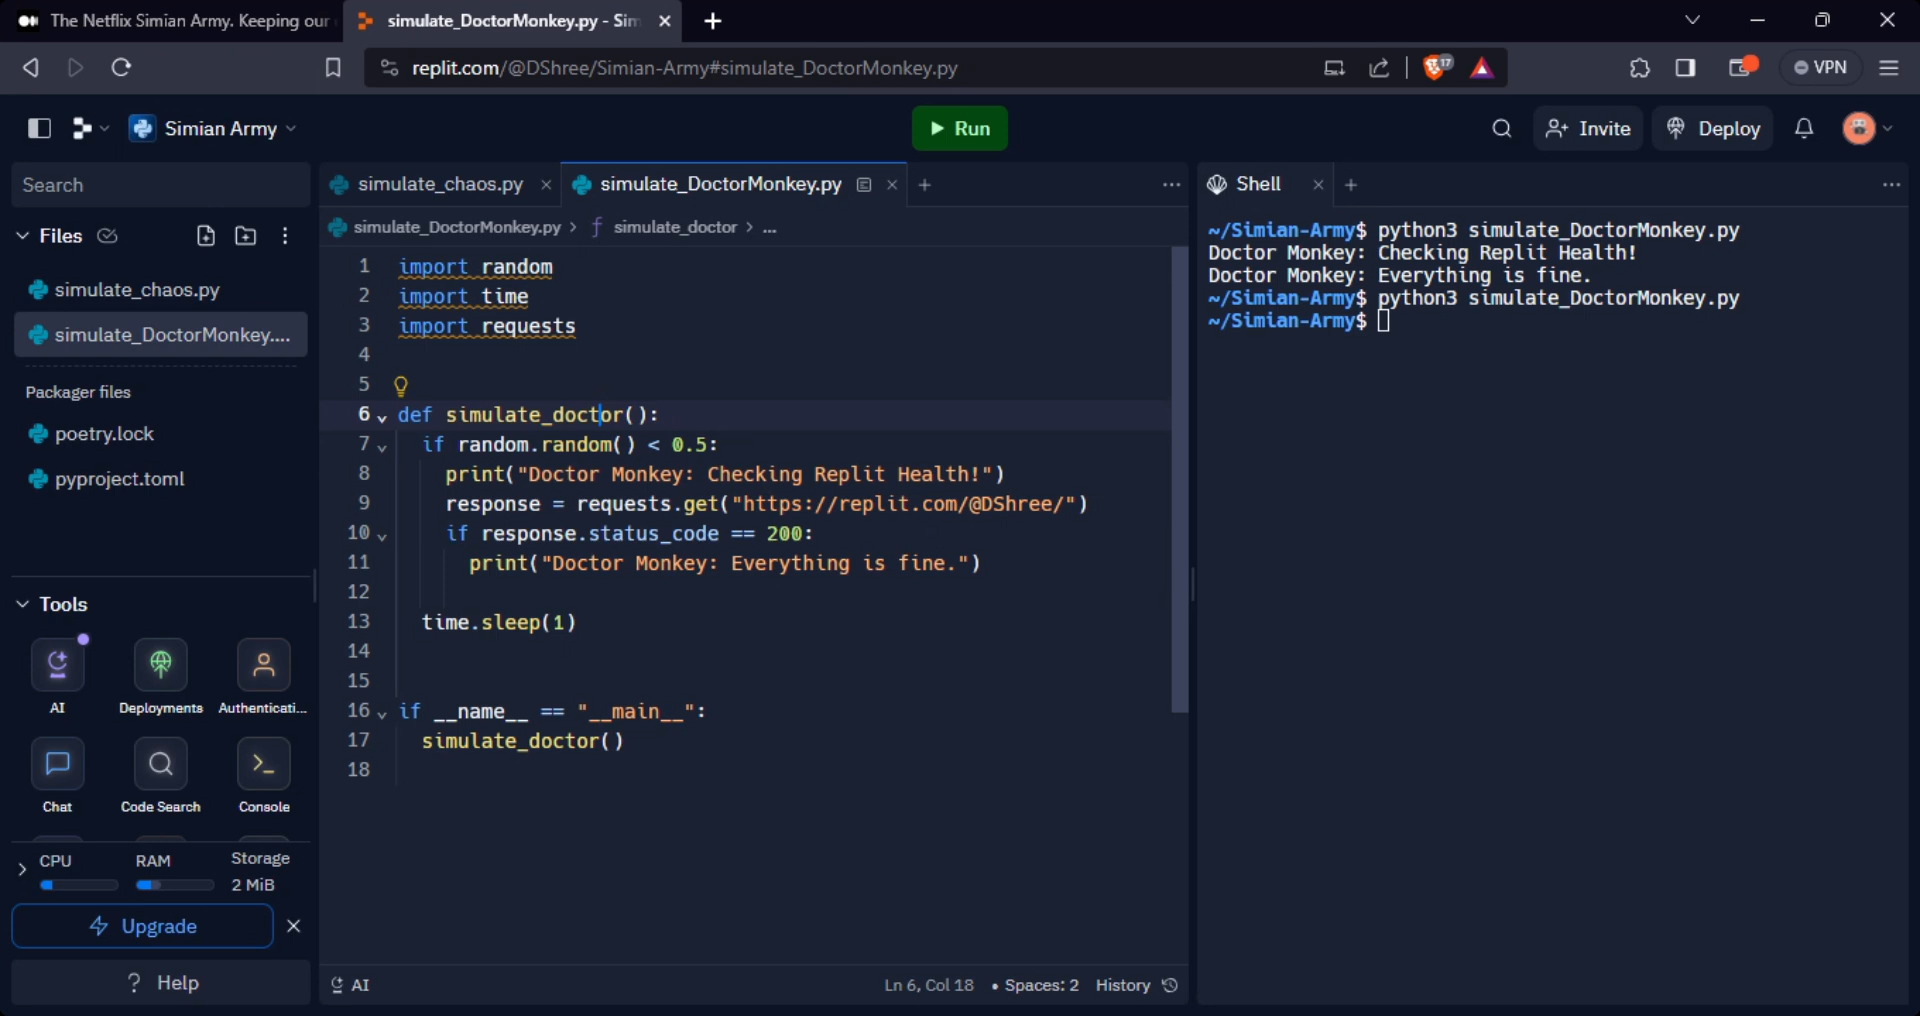 The Netflix Simian Army. Keeping our
simulate_DoctorMonkey.py - Sim
replit.com/@DShree/Simian-Army#simulate_DoctorMonkey.py
17
VPN
Simian Army
Run
Invite
Deploy
Search
Files
simulate_chaos.py
simulate_DoctorMonkey....
Packager files
poetry.lock
pyproject.toml
Tools
AI
Deployments
Authenticati...
Chat
Code Search
Console
CPU
RAM
Storage
2 MiB
Upgrade
? Help
simulate_chaos.py
simulate_DoctorMonkey.py
simulate_DoctorMonkey.py > ƒ simulate_doctor > ...
1 import random
2 import time
3 import requests
4
5
6 def simulate_doctor():
7 if random.random() < 0.5:
8 print("Doctor Monkey: Checking Replit Health!")
9 response = requests.get("https://replit.com/@DShree/")
10 if response.status_code == 200:
11 print("Doctor Monkey: Everything is fine.")
12
13 time.sleep(1)
14
15
16 if __name__ == "__main__":
17 simulate_doctor()
18
AI
Ln 6, Col 18 • Spaces: 2 History
Shell
~/Simian-Army$ python3 simulate_DoctorMonkey.py
Doctor Monkey: Checking Replit Health!
Doctor Monkey: Everything is fine.
~/Simian-Army$ python3 simulate_DoctorMonkey.py
~/Simian-Army$